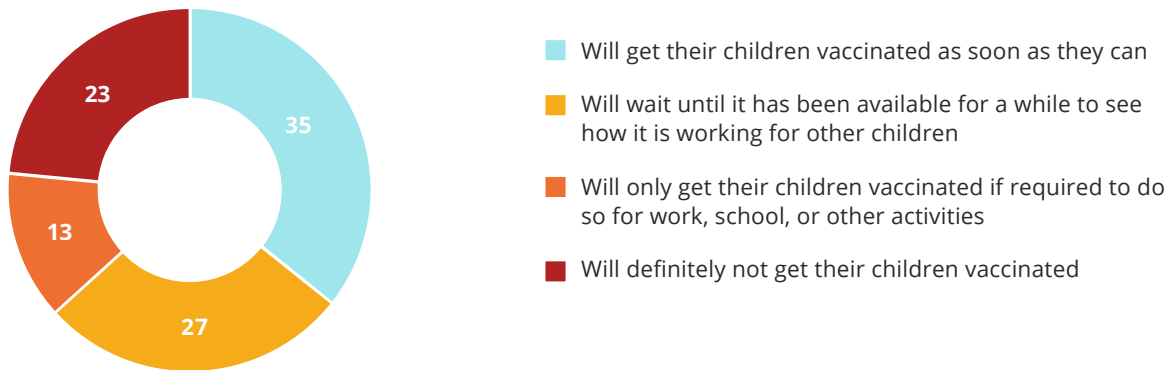 23
35
13
27
Will get their children vaccinated as soon as they can
Will wait until it has been available for a while to see
how it is working for other children
Will only get their children vaccinated if required to do
so for work, school, or other activities
Will definitely not get their children vaccinated